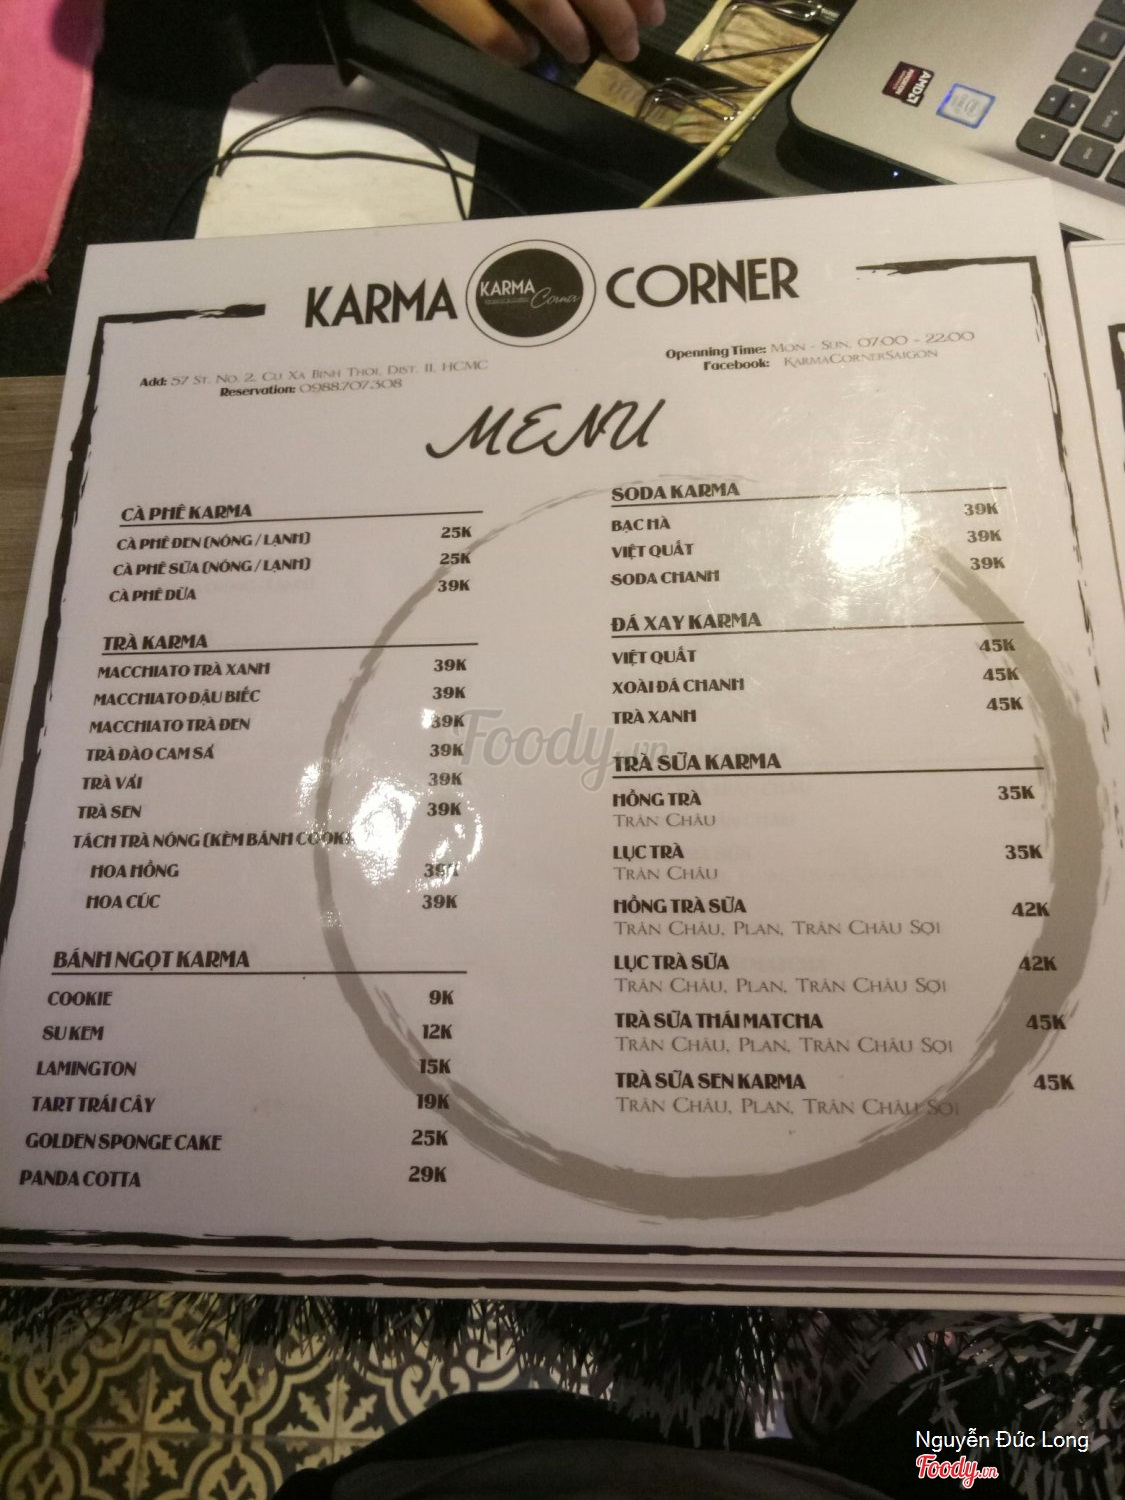 KARMA CORNER
KARMA
Corner
Add: 57 ST. NO. 2, CU XA BINH THOI, DIST. 11, HCMC
Reservation: 0988.707.308
Openning Time: MON - SUN, 07:00 - 22:00
Facebook: KARMACORNERSAIGON
MENU
CÀ PHÊ KARMA
CÀ PHÊ ĐEN (NÓNG / LẠNH) 25K
CÀ PHÊ SỮA (NÓNG / LẠNH) 25K
CÀ PHÊ DỪA 39K
TRÀ KARMA
MACCHIATO TRÀ XANH 39K
MACCHIATO ĐẬU BIẾC 39K
MACCHIATO TRÀ ĐEN 39K
TRÀ ĐÀO CAM SẢ 39K
TRÀ VẢI 39K
TRÀ SEN 39K
TÁCH TRÀ NÓNG (KÈM BÁNH
HOA HỒNG 39K
HOA CÚC 39K
BÁNH NGỌT KARMA
COOKIE 9K
SU KEM 12K
LAMINGTON 15K
TART TRÁI CÂY 19K
GOLDEN SPONGE CAKE 25K
PANDA COTTA 29K
SODA KARMA
BẠC HÀ 39K
VIỆT QUẤT 39K
SODA CHANH 39K
ĐÁ XAY KARMA
VIỆT QUẤT 45K
XOÀI ĐÁ CHANH 45K
TRÀ XANH 45K
TRÀ SỮA KARMA
HỒNG TRÀ 35K
TRÂN CHÂU
LỤC TRÀ 35K
TRÂN CHÂU
HỒNG TRÀ SỮA 42K
TRÂN CHÂU, PLAN, TRÂN CHÂU SỢI
LỤC TRÀ SỮA 42K
TRÂN CHÂU, PLAN, TRÂN CHÂU SỢI
TRÀ SỮA THÁI MATCHA 45K
TRÂN CHÂU, PLAN, TRÂN CHÂU SỢI
TRÀ SỮA SEN KARMA 45K
TRÂN CHÂU, PLAN, TRÂN CHÂU SỢI
Foody.vn
AMD
Nguyễn Đức Long
Foody.vn